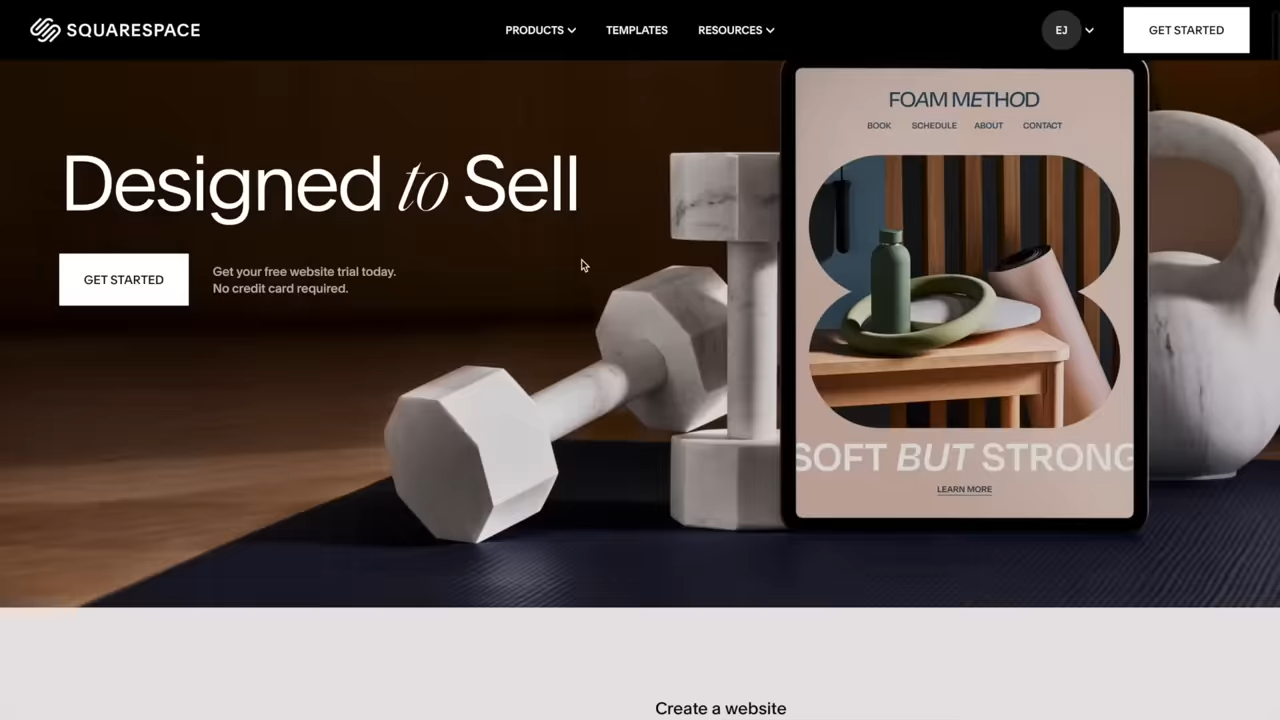 SQUARESPACE
PRODUCTS
TEMPLATES
RESOURCES
EJ
GET STARTED
Designed to Sell
GET STARTED
Get your free website trial today.
No credit card required.
FOAM METHOD
BOOK SCHEDULE ABOUT CONTACT
SOFT BUT STRONG
LEARN MORE
Create a website